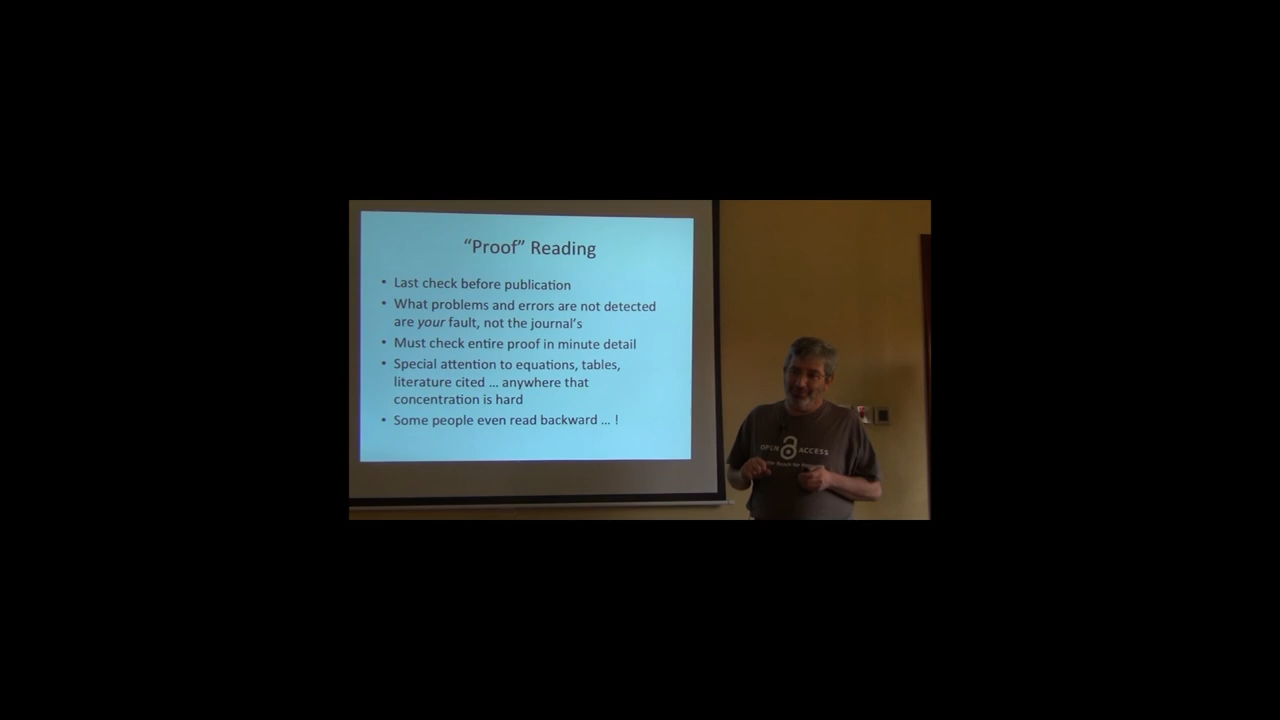 “Proof” Reading
• Last check before publication
• What problems and errors are not detected
are your fault, not the journal’s
• Must check entire proof in minute detail
• Special attention to equations, tables,
literature cited ... anywhere that
concentration is hard
• Some people even read backward ... !
OPEN ACCESS
Reach for